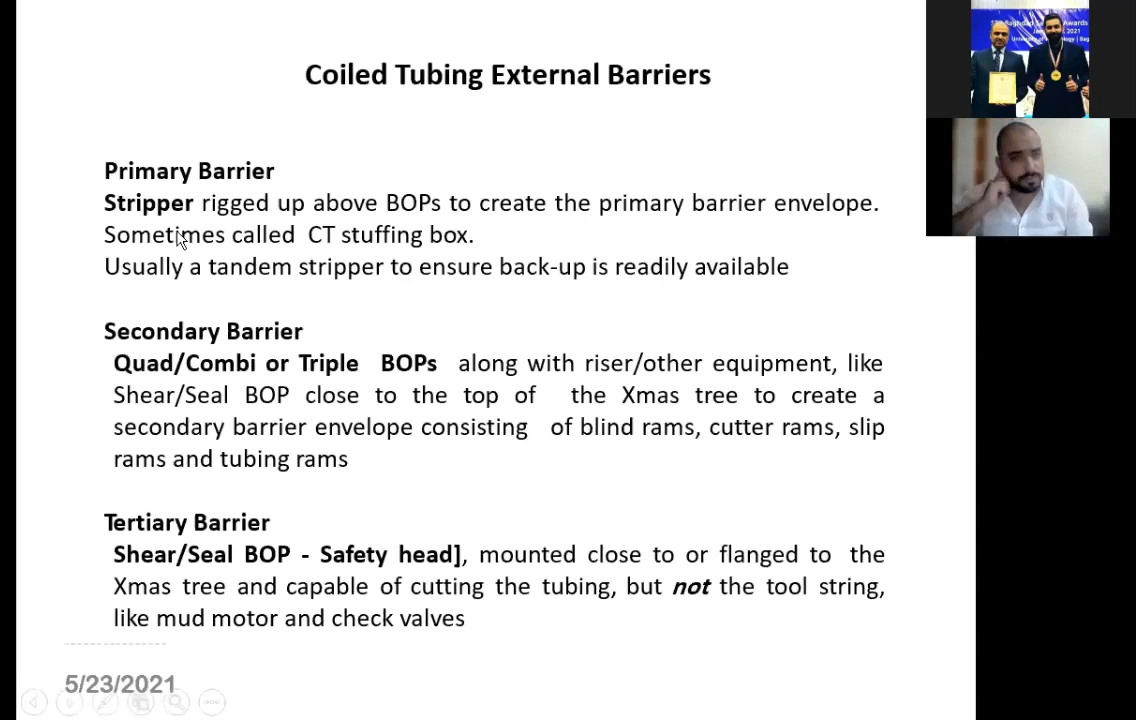 Coiled Tubing External Barriers
Primary Barrier
Stripper rigged up above BOPs to create the primary barrier envelope.
Sometimes called CT stuffing box.
Usually a tandem stripper to ensure back-up is readily available
Secondary Barrier
Quad/Combi or Triple BOPs along with riser/other equipment, like
Shear/Seal BOP close to the top of the Xmas tree to create a
secondary barrier envelope consisting of blind rams, cutter rams, slip
rams and tubing rams
Tertiary Barrier
Shear/Seal BOP - Safety head], mounted close to or flanged to the
Xmas tree and capable of cutting the tubing, but not the tool string,
like mud motor and check valves
5/23/2021
Baghdad Awards
2021
University of